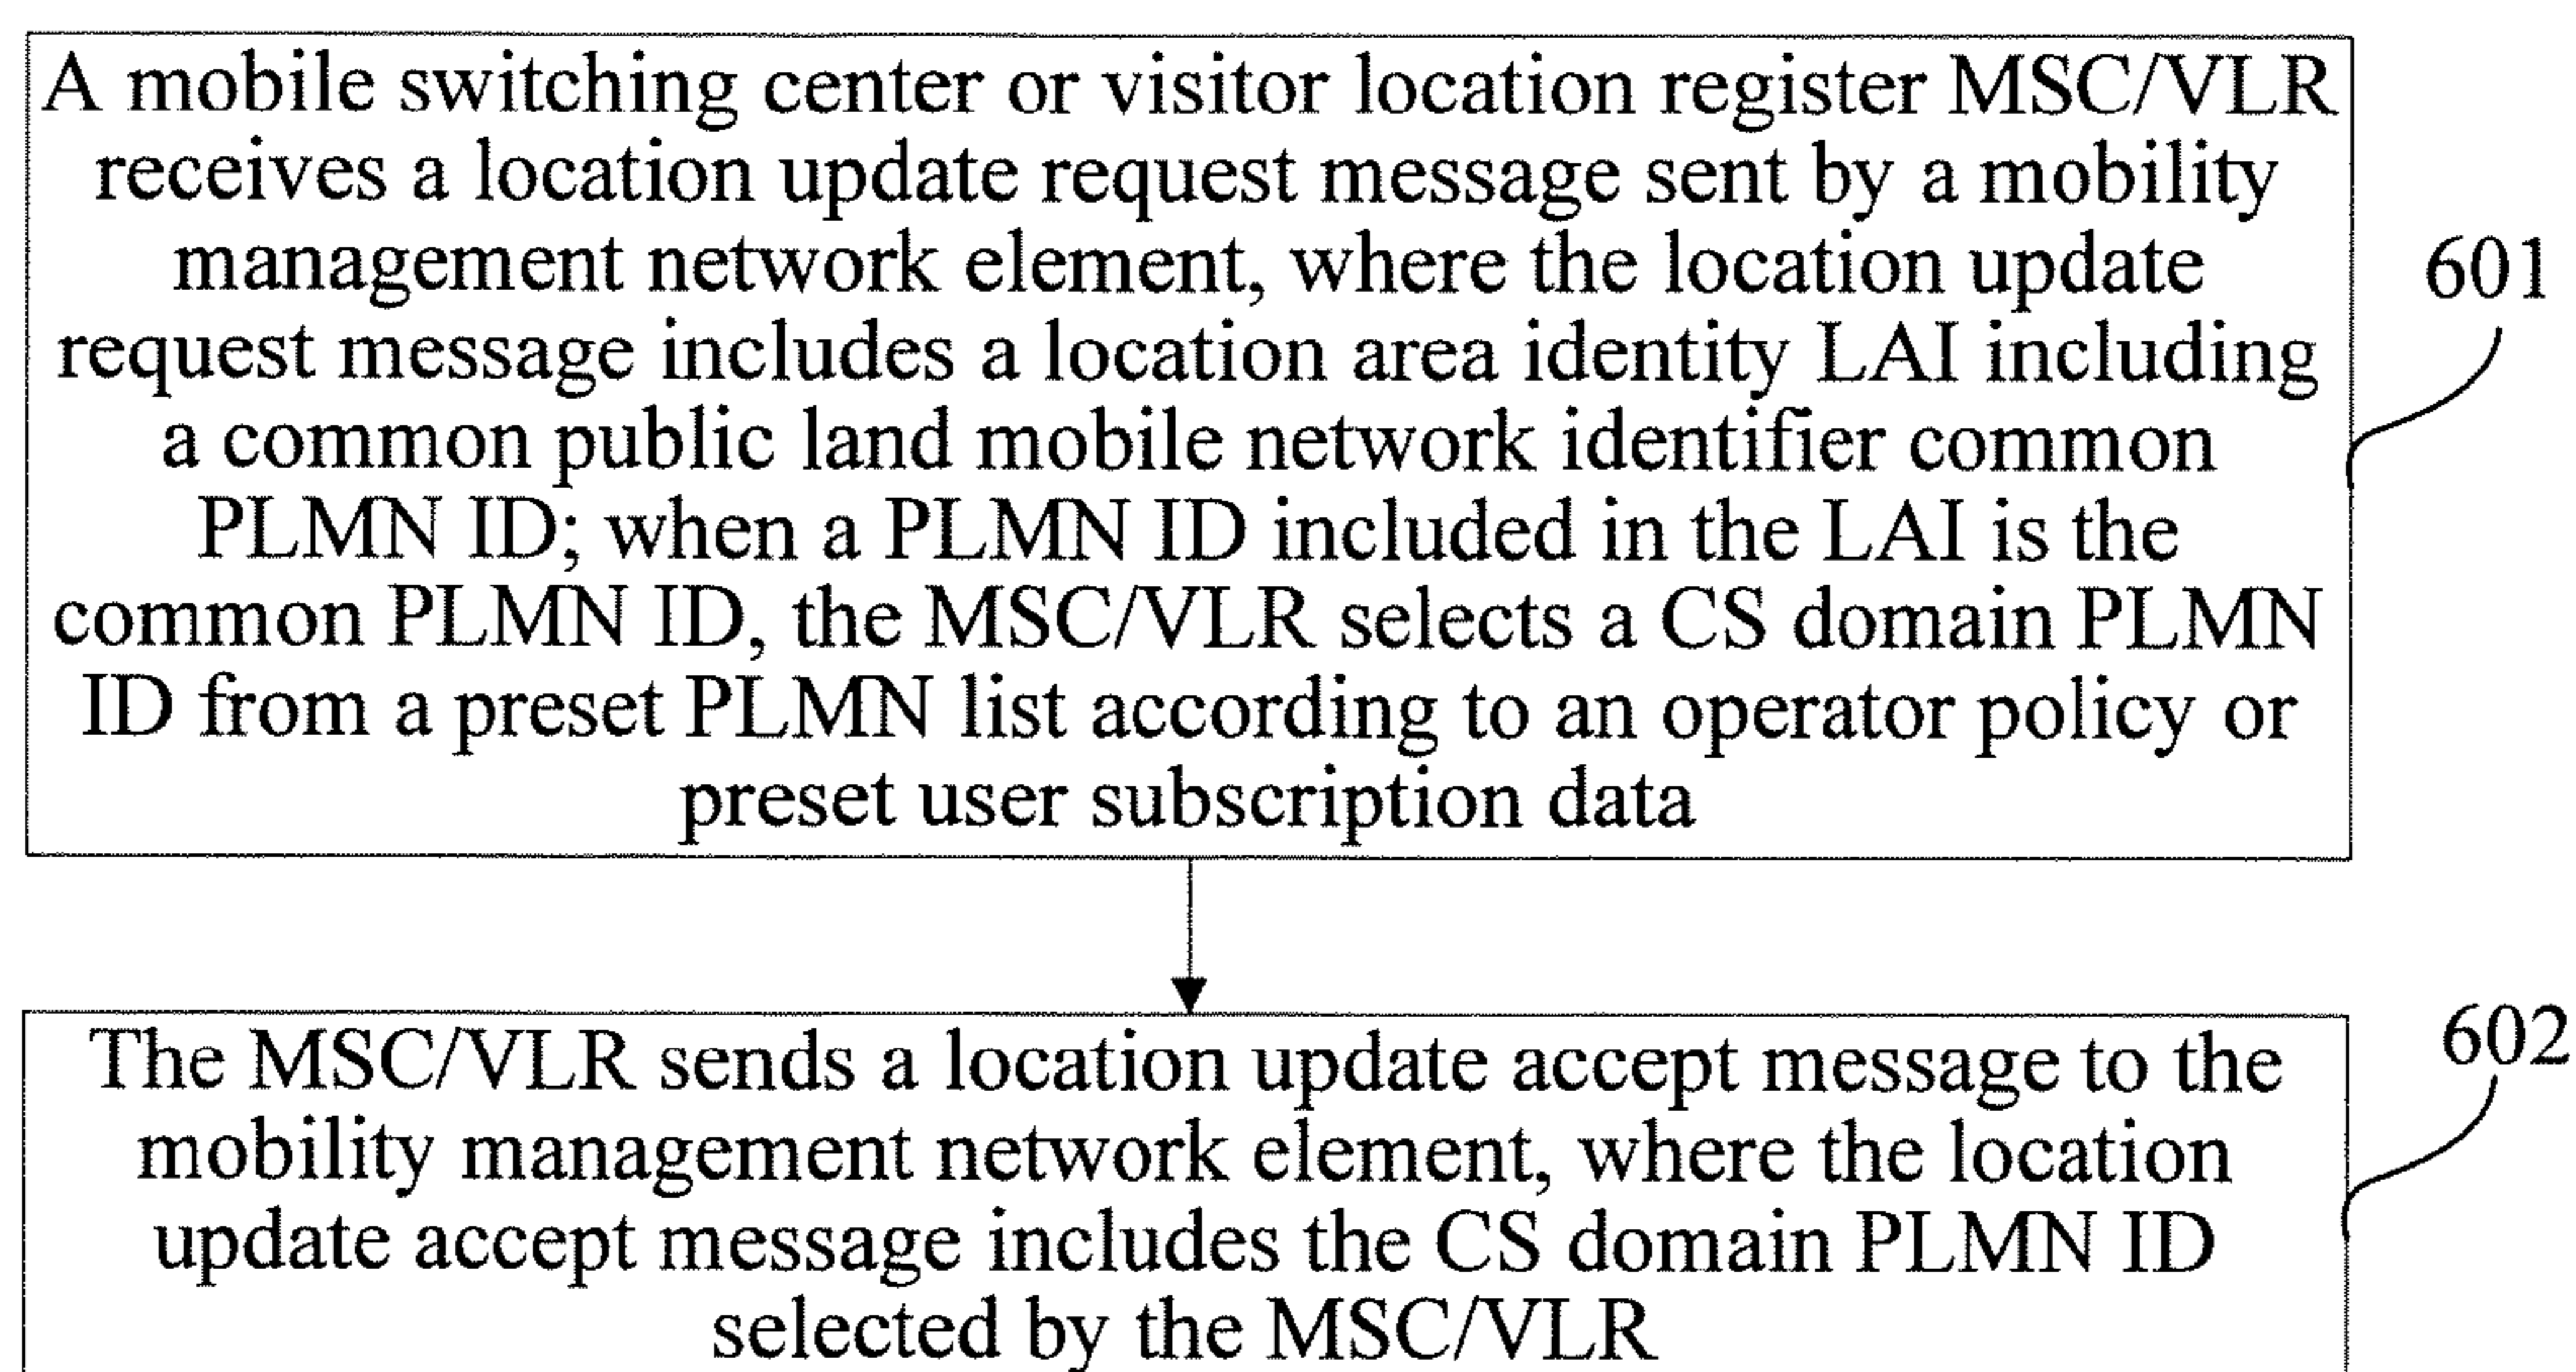 A mobile switching center or visitor location register MSC/VLR
receives a location update request message sent by a mobility
management network element, where the location update
request message includes a location area identity LAI including
a common public land mobile network identifier common
PLMN ID; when a PLMN ID included in the LAI is the
common PLMN ID, the MSC/VLR selects a CS domain PLMN
ID from a preset PLMN list according to an operator policy or
preset user subscription data
601
The MSC/VLR sends a location update accept message to the
mobility management network element, where the location
update accept message includes the CS domain PLMN ID
selected by the MSC/VLR
602